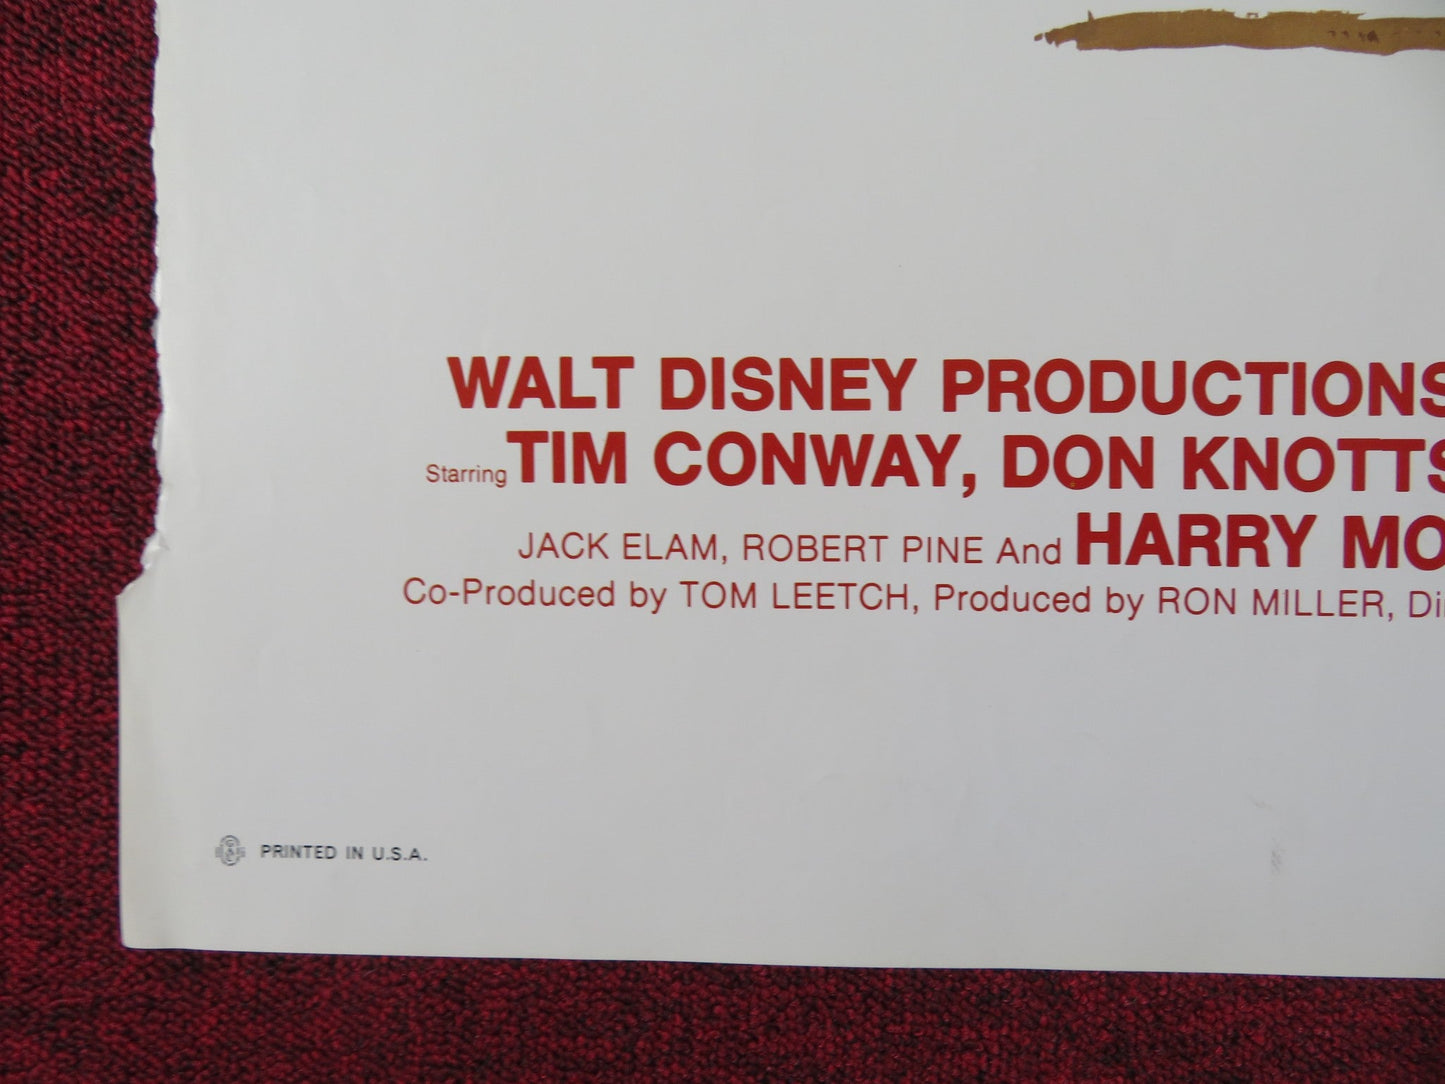 WALT DISNEY PRODUCTIONS
Starring TIM CONWAY, DON KNOTTS
JACK ELAM, ROBERT PINE And HARRY MO
Co-Produced by TOM LEETCH, Produced by RON MILLER, Di
PRINTED IN U.S.A.